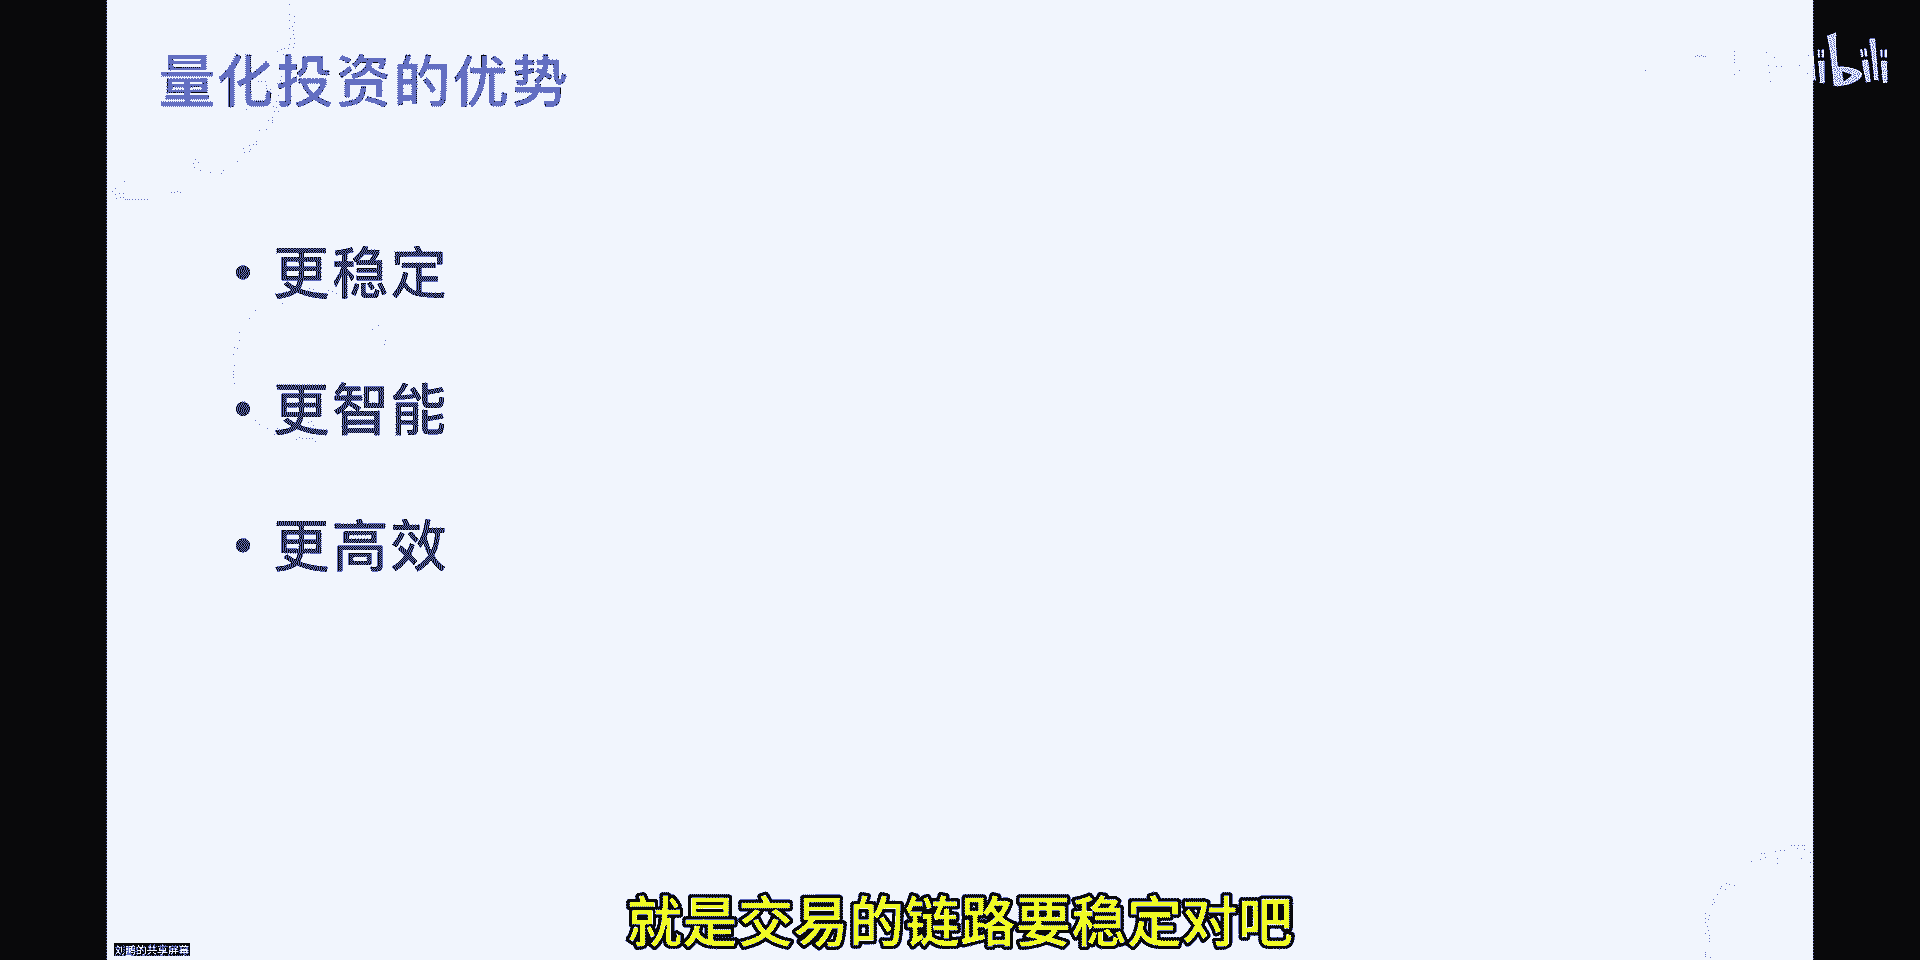 量化投资的优势
ibili
• 更稳定
• 更智能
• 更高效
就是交易的链路要稳定对吧
刘鹏的共享屏幕